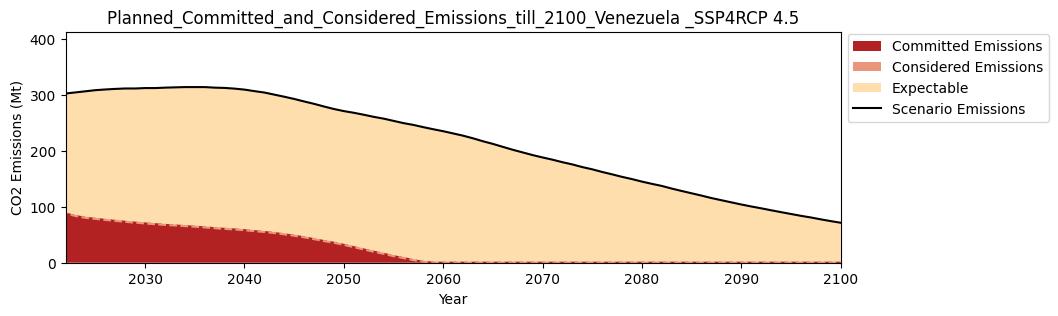 Planned_Committed_and_Considered_Emissions_till_2100_Venezuela _SSP4RCP 4.5
400
300
200
100
0
CO2 Emissions (Mt)
2030 2040 2050 2060 2070 2080 2090 2100
Year
Committed Emissions
Considered Emissions
Expectable
Scenario Emissions